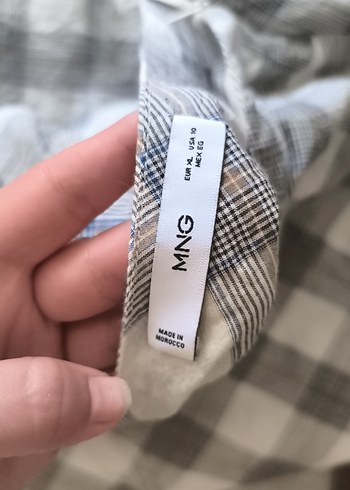 EUR XL USA 10
MEX EG
MNG
MADE IN
MOROCCO